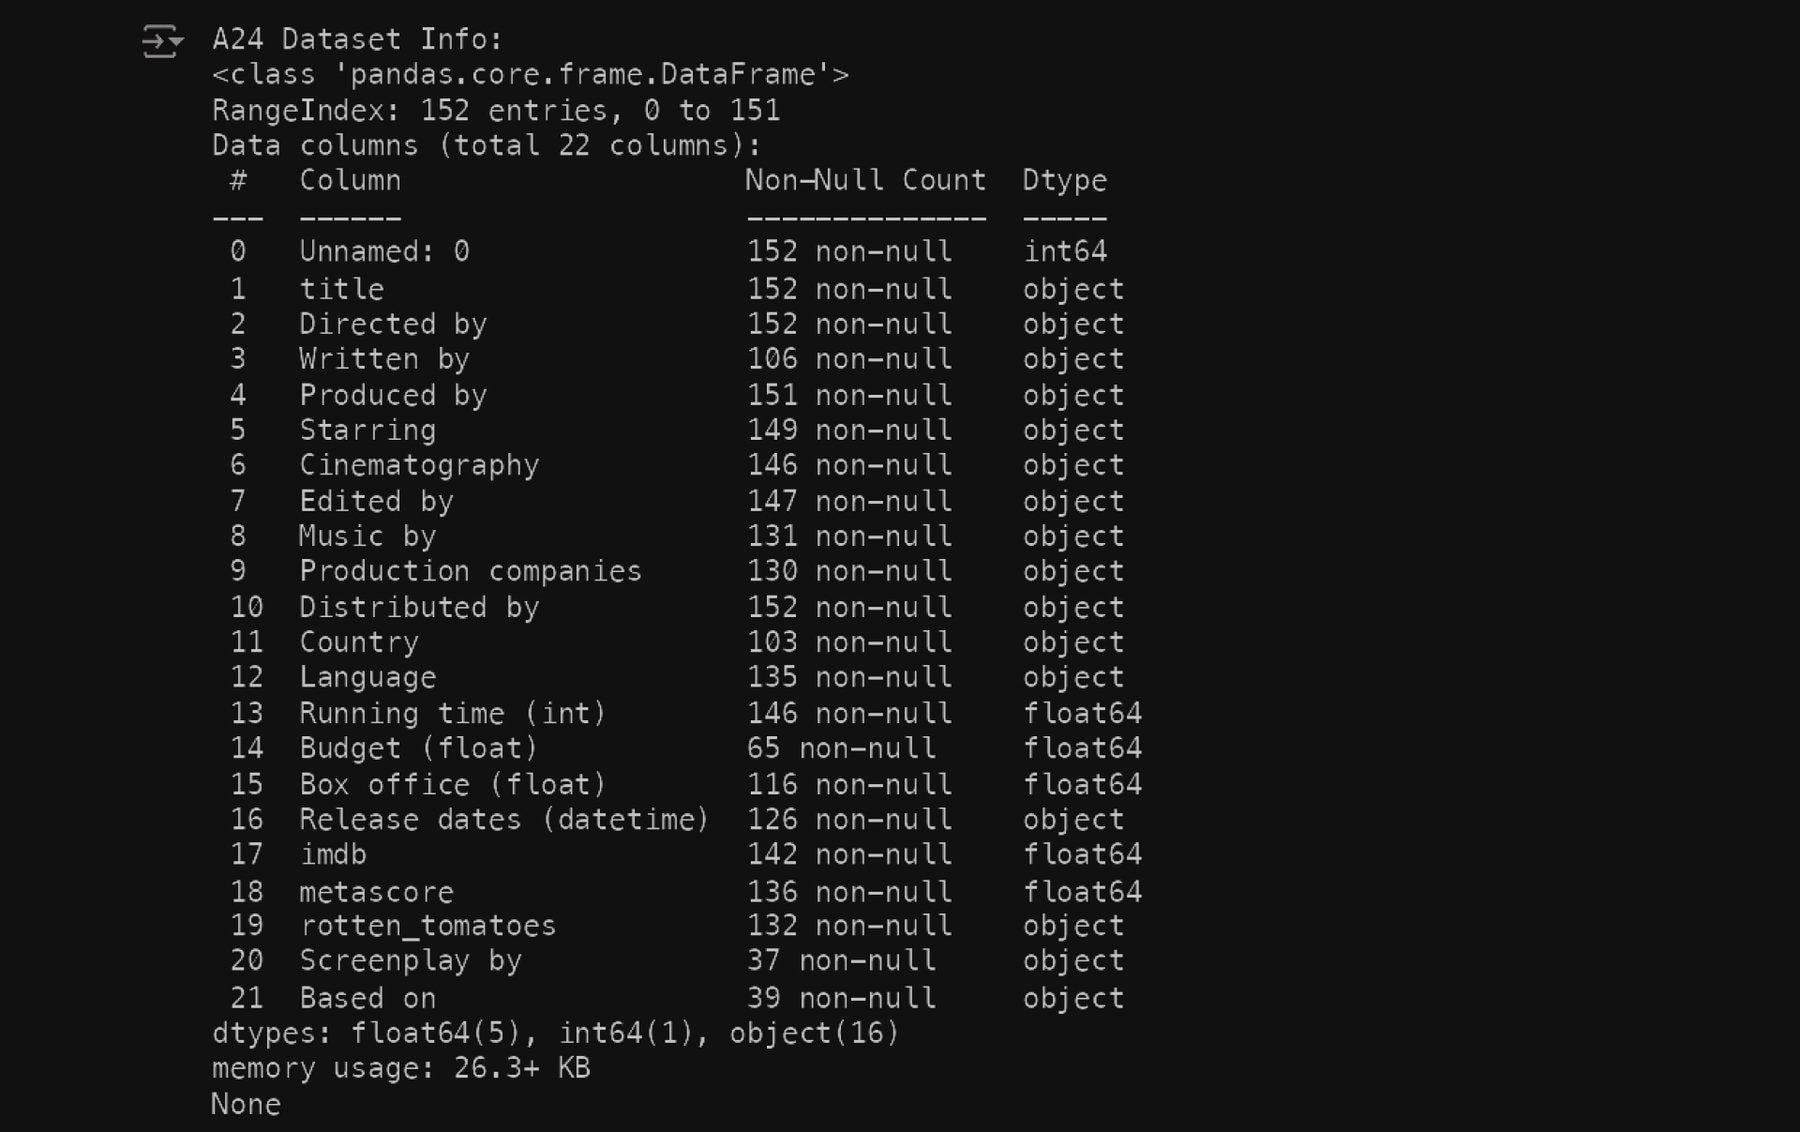 A24 Dataset Info:
<class 'pandas.core.frame.DataFrame'>
RangeIndex: 152 entries, 0 to 151
Data columns (total 22 columns):
 #   Column                    Non-Null Count  Dtype
---  ------                    --------------  -----
 0   Unnamed: 0                152 non-null    int64
 1   title                     152 non-null    object
 2   Directed by               152 non-null    object
 3   Written by                106 non-null    object
 4   Produced by               151 non-null    object
 5   Starring                  149 non-null    object
 6   Cinematography            146 non-null    object
 7   Edited by                 147 non-null    object
 8   Music by                  131 non-null    object
 9   Production companies      130 non-null    object
 10  Distributed by            152 non-null    object
 11  Country                   103 non-null    object
 12  Language                  135 non-null    object
 13  Running time (int)        146 non-null    float64
 14  Budget (float)            65 non-null     float64
 15  Box office (float)        116 non-null    float64
 16  Release dates (datetime)  126 non-null    object
 17  imdb                      142 non-null    float64
 18  metascore                 136 non-null    float64
 19  rotten_tomatoes           132 non-null    object
 20  Screenplay by             37 non-null     object
 21  Based on                  39 non-null     object
dtypes: float64(5), int64(1), object(16)
memory usage: 26.3+ KB
None